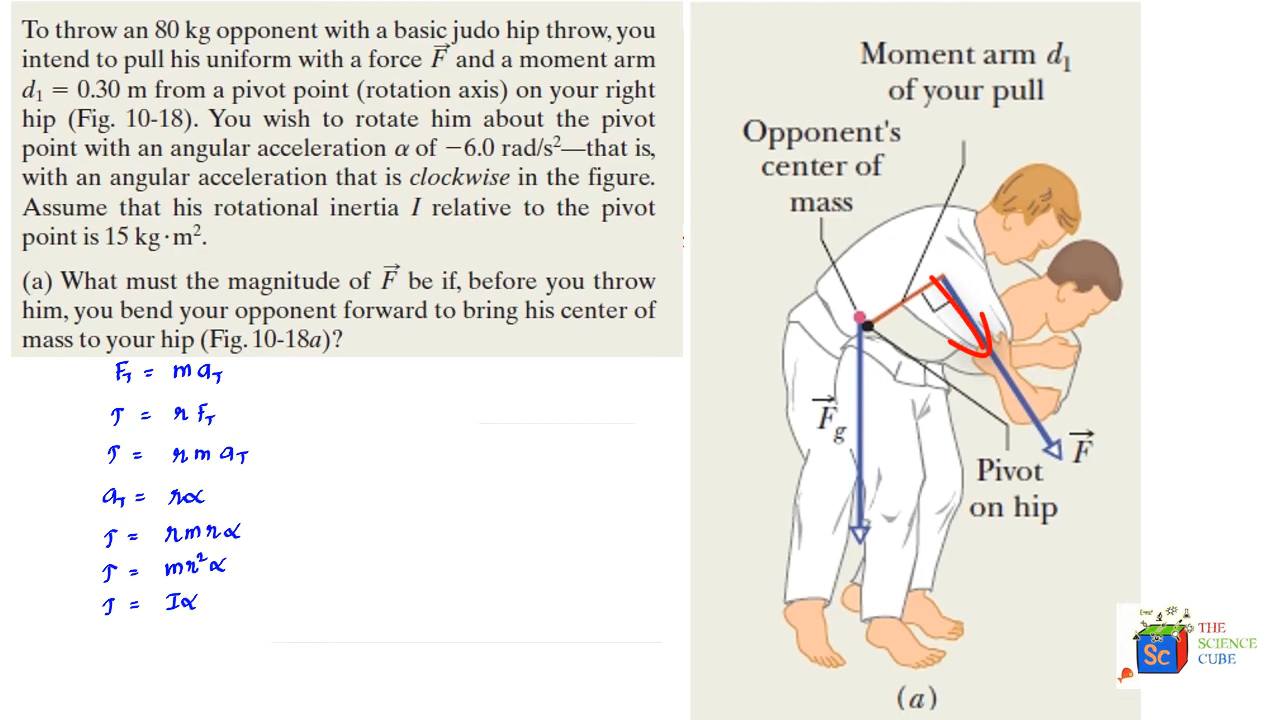 To throw an 80 kg opponent with a basic judo hip throw, you
intend to pull his uniform with a force F⃗ and a moment arm
d₁ = 0.30 m from a pivot point (rotation axis) on your right
hip (Fig. 10-18). You wish to rotate him about the pivot
point with an angular acceleration α of −6.0 rad/s²—that is,
with an angular acceleration that is clockwise in the figure.
Assume that his rotational inertia I relative to the pivot
point is 15 kg·m².
(a) What must the magnitude of F⃗ be if, before you throw
him, you bend your opponent forward to bring his center of
mass to your hip (Fig. 10-18a)?
F_T = m a_T
τ = r F_T
τ = r m a_T
a_T = rα
τ = r m r α
τ = m r² α
τ = Iα
Moment arm d₁
of your pull
Opponent's
center of
mass
F⃗g
F⃗
Pivot
on hip
(a)
Sc
THE
SCIENCE
CUBE